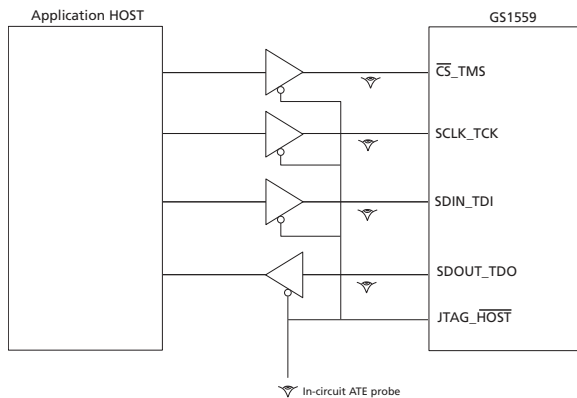 Application HOST
GS1559
CS_TMS
SCLK_TCK
SDIN_TDI
SDOUT_TDO
JTAG_HOST
In-circuit ATE probe